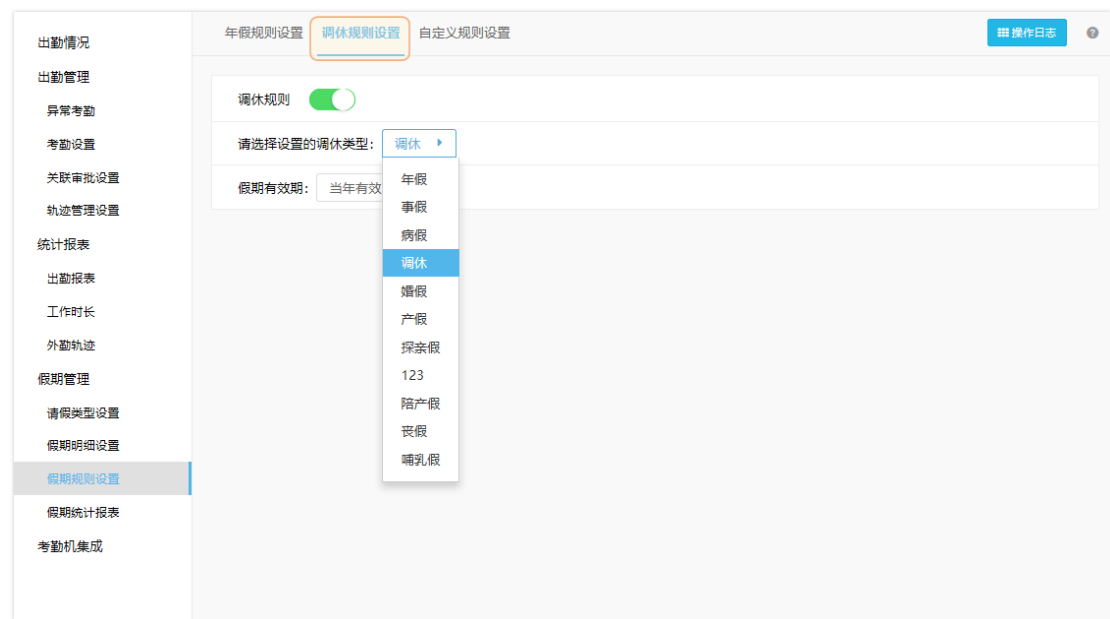 出勤情况
出勤管理
异常考勤
考勤设置
关联审批设置
轨迹管理设置
统计报表
出勤报表
工作时长
外勤轨迹
假期管理
请假类型设置
假期明细设置
假期规则设置
假期统计报表
考勤机集成
年假规则设置 调休规则设置 自定义规则设置 操作日志
调休规则
请选择设置的调休类型： 调休
假期有效期： 当年有效
年假
事假
病假
调休
婚假
产假
探亲假
123
陪产假
丧假
哺乳假